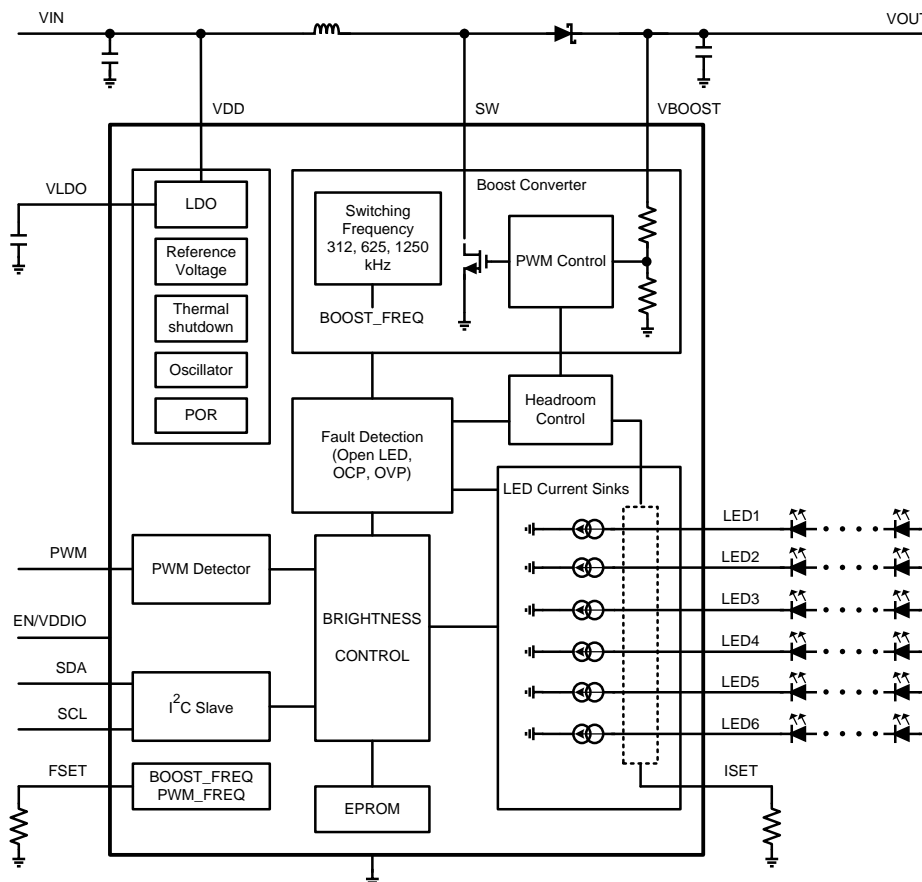 VIN
VOUT
VDD
SW
VBOOST
VLDO
LDO
Reference
Voltage
Thermal
shutdown
Oscillator
POR
Boost Converter
Switching
Frequency
312, 625, 1250
kHz
BOOST_FREQ
PWM Control
Headroom
Control
Fault Detection
(Open LED,
OCP, OVP)
LED Current Sinks
LED1
LED2
LED3
LED4
LED5
LED6
PWM
PWM Detector
EN/VDDIO
BRIGHTNESS
CONTROL
SDA
SCL
I²C Slave
FSET
BOOST_FREQ
PWM_FREQ
EPROM
ISET